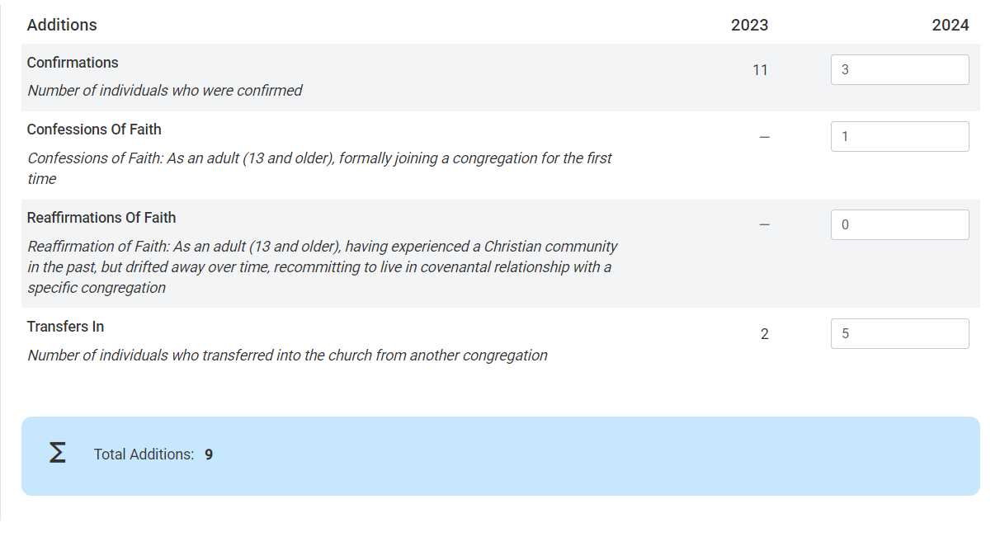 Additions 2023 2024
Confirmations
11 3
Number of individuals who were confirmed
Confessions Of Faith
— 1
Confessions of Faith: As an adult (13 and older), formally joining a congregation for the first
time
Reaffirmations Of Faith
— 0
Reaffirmation of Faith: As an adult (13 and older), having experienced a Christian community
in the past, but drifted away over time, recommitting to live in covenantal relationship with a
specific congregation
Transfers In
2 5
Number of individuals who transferred into the church from another congregation
Σ Total Additions: 9